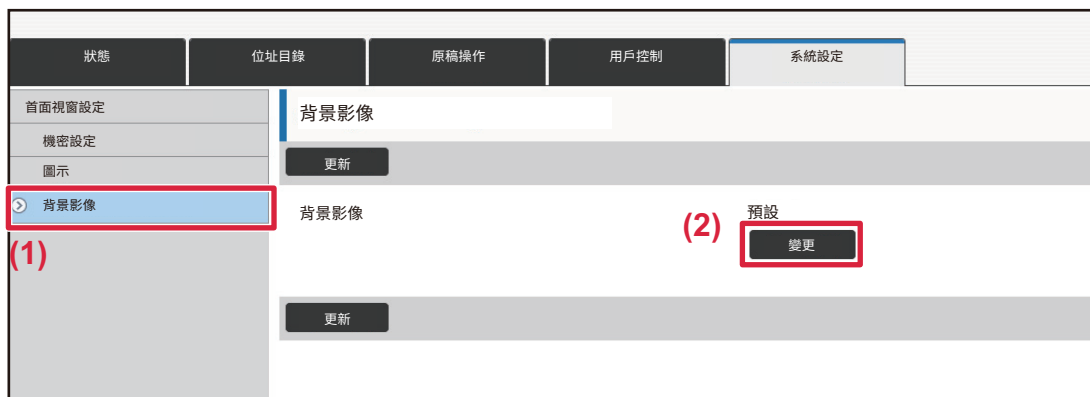 狀態
位址目錄
原稿操作
用戶控制
系統設定
首面視窗設定
機密設定
圖示
背景影像
(1)
背景影像
更新
背景影像
預設
(2)
變更
更新